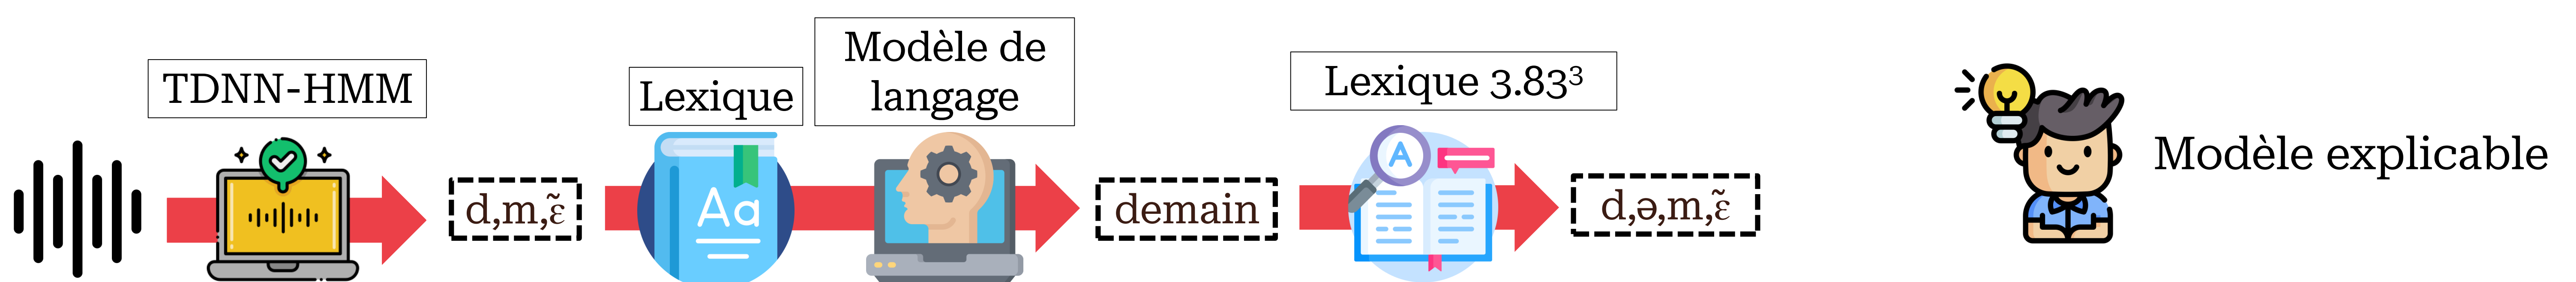 TDNN-HMM
d,m,ɛ̃
Lexique
Aa
Modèle de
langage
demain
Lexique 3.83³
A
d,ə,m,ɛ̃
Modèle explicable